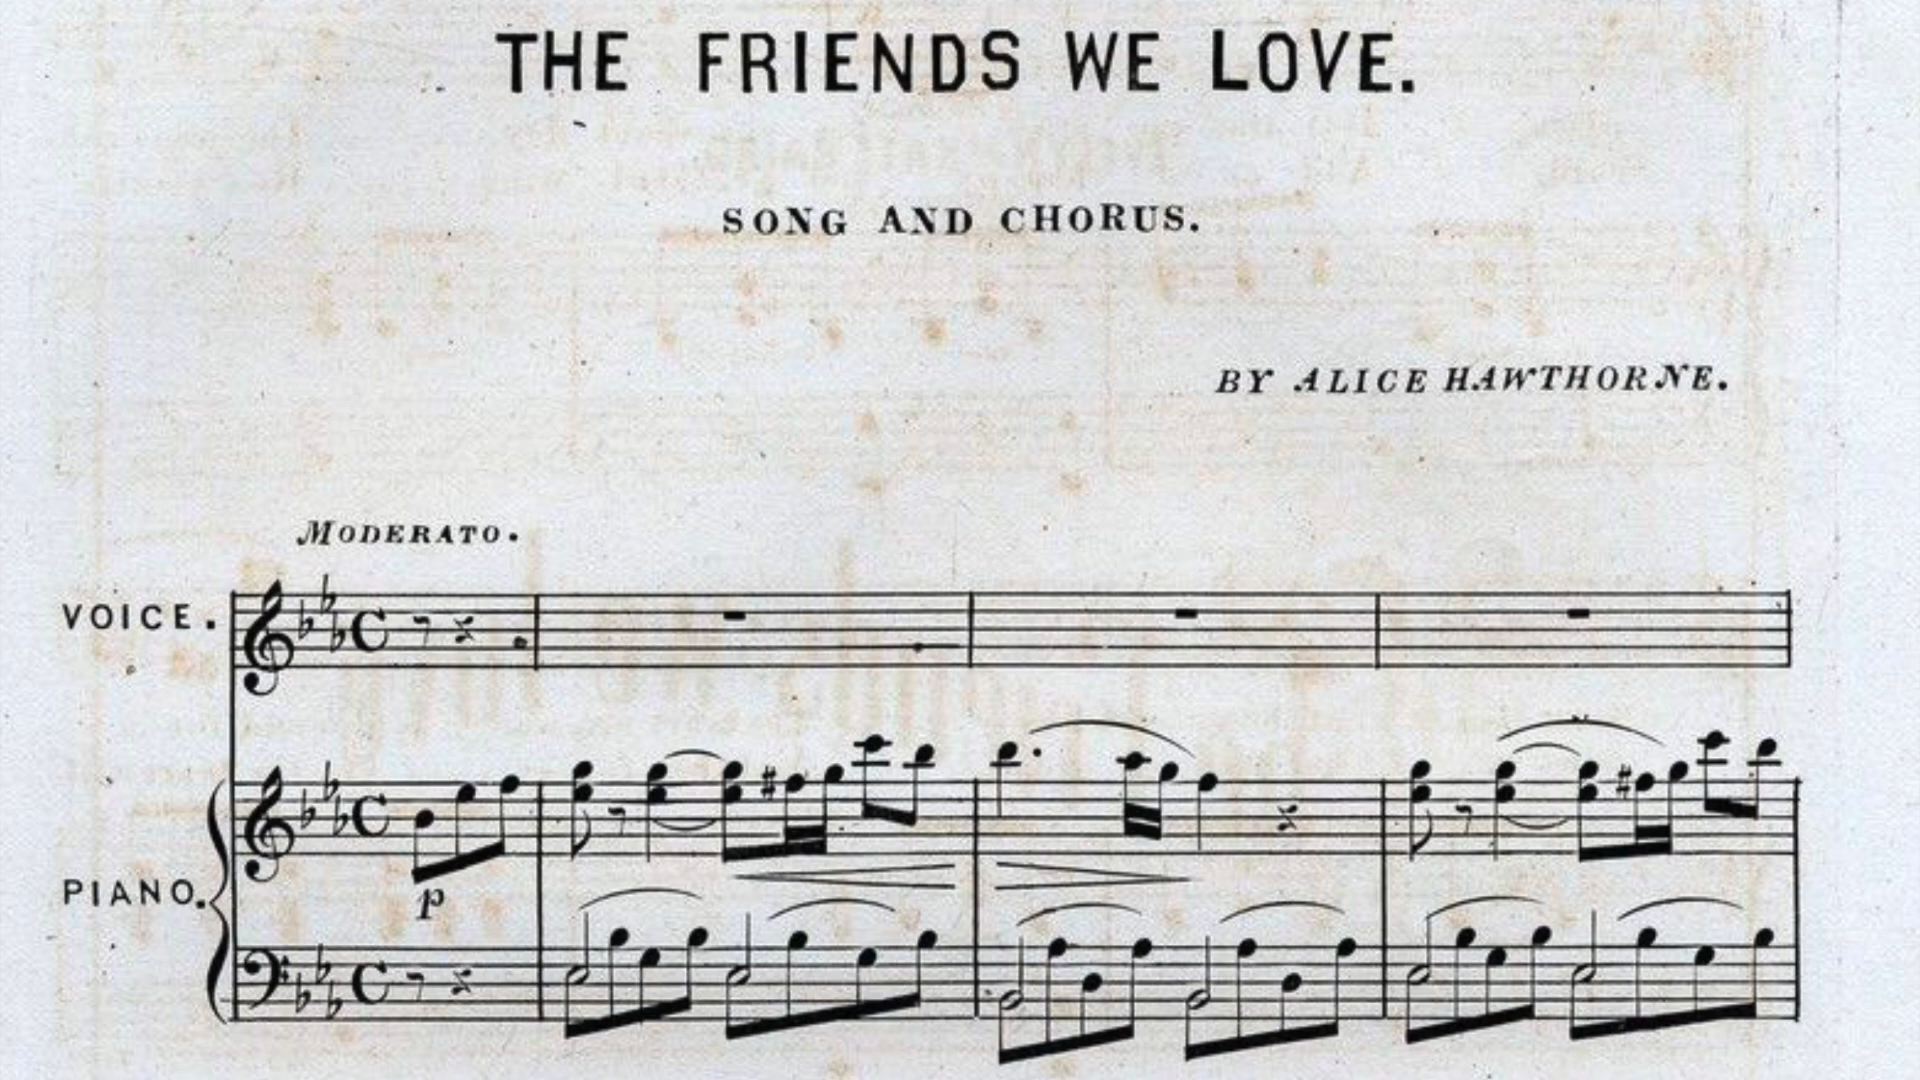 THE FRIENDS WE LOVE.
SONG AND CHORUS.
BY ALICE HAWTHORNE.
MODERATO.
VOICE.
PIANO.
p